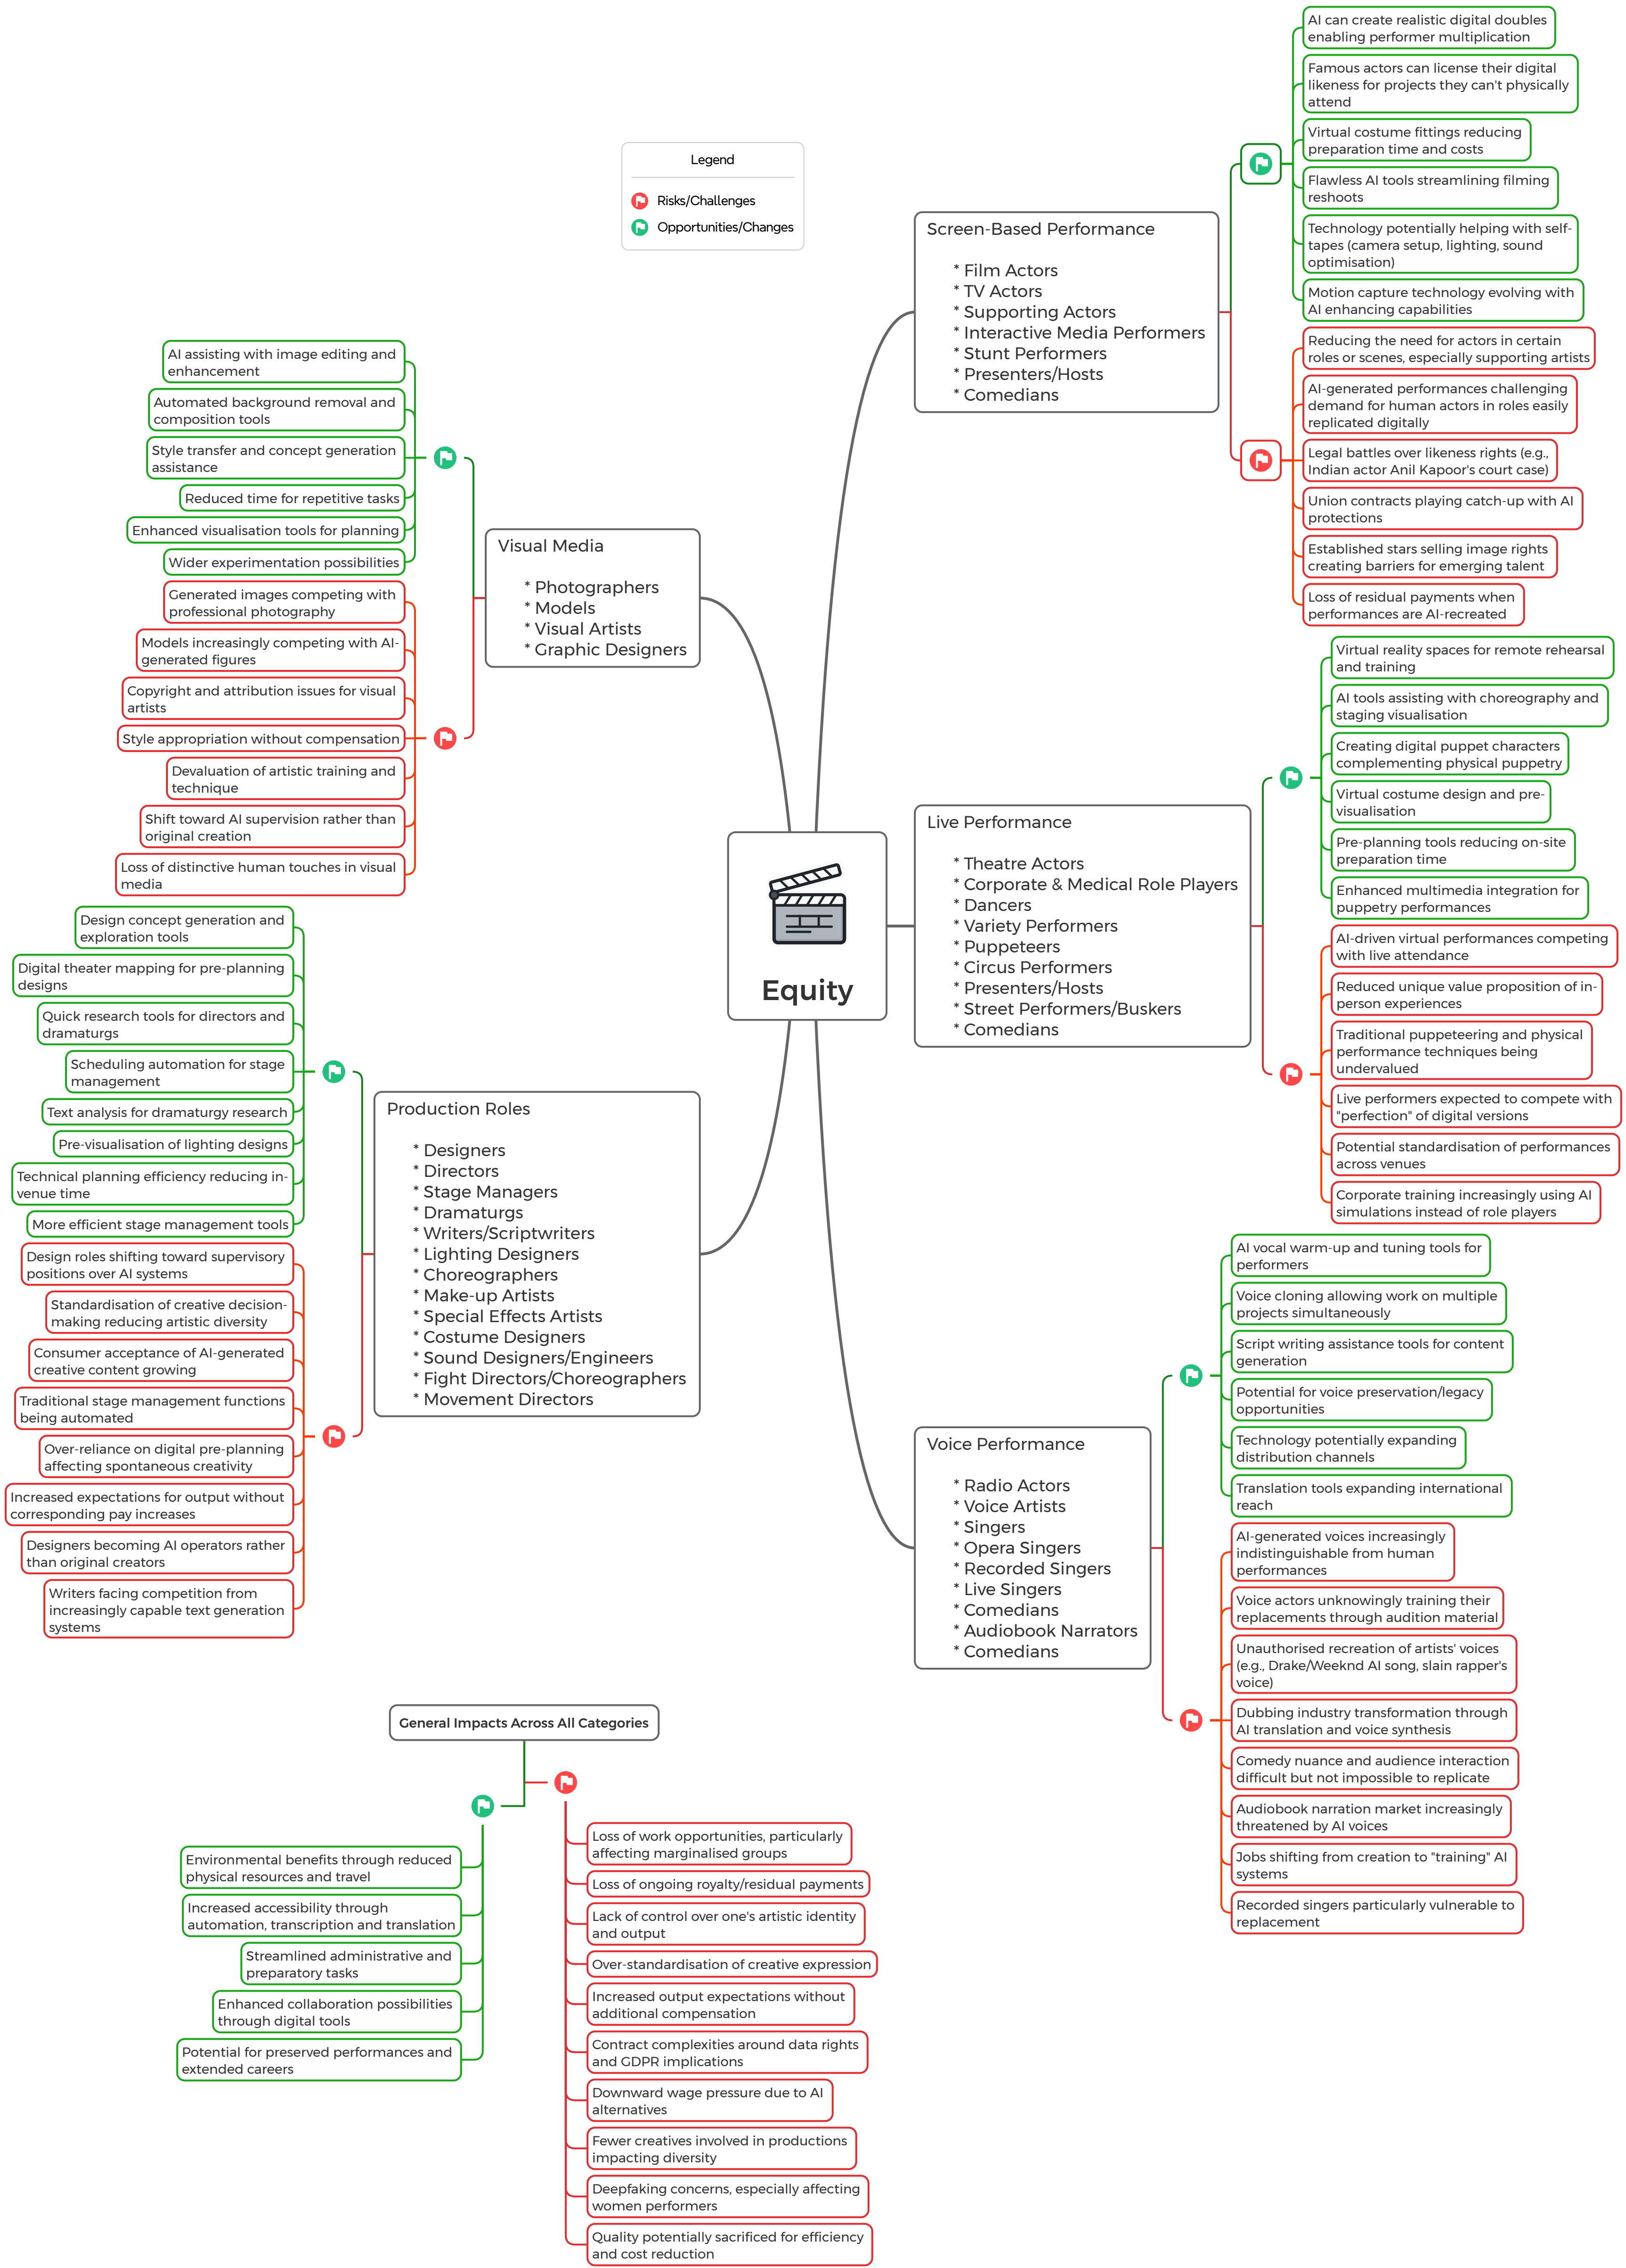 Legend
Risks/Challenges
Opportunities/Changes
Equity
Screen-Based Performance
* Film Actors
* TV Actors
* Supporting Actors
* Interactive Media Performers
* Stunt Performers
* Presenters/Hosts
* Comedians
AI can create realistic digital doubles
enabling performer multiplication
Famous actors can license their digital
likeness for projects they can't physically
attend
Virtual costume fittings reducing
preparation time and costs
Flawless AI tools streamlining filming
reshoots
Technology potentially helping with self-
tapes (camera setup, lighting, sound
optimisation)
Motion capture technology evolving with
AI enhancing capabilities
Reducing the need for actors in certain
roles or scenes, especially supporting artists
AI-generated performances challenging
demand for human actors in roles easily
replicated digitally
Legal battles over likeness rights (e.g.,
Indian actor Anil Kapoor's court case)
Union contracts playing catch-up with AI
protections
Established stars selling image rights
creating barriers for emerging talent
Loss of residual payments when
performances are AI-recreated
Live Performance
* Theatre Actors
* Corporate & Medical Role Players
* Dancers
* Variety Performers
* Puppeteers
* Circus Performers
* Presenters/Hosts
* Street Performers/Buskers
* Comedians
Virtual reality spaces for remote rehearsal
and training
AI tools assisting with choreography and
staging visualisation
Creating digital puppet characters
complementing physical puppetry
Virtual costume design and pre-
visualisation
Pre-planning tools reducing on-site
preparation time
Enhanced multimedia integration for
puppetry performances
AI-driven virtual performances competing
with live attendance
Reduced unique value proposition of in-
person experiences
Traditional puppeteering and physical
performance techniques being
undervalued
Live performers expected to compete with
"perfection" of digital versions
Potential standardisation of performances
across venues
Corporate training increasingly using AI
simulations instead of role players
Voice Performance
* Radio Actors
* Voice Artists
* Singers
* Opera Singers
* Recorded Singers
* Live Singers
* Comedians
* Audiobook Narrators
* Comedians
AI vocal warm-up and tuning tools for
performers
Voice cloning allowing work on multiple
projects simultaneously
Script writing assistance tools for content
generation
Potential for voice preservation/legacy
opportunities
Technology potentially expanding
distribution channels
Translation tools expanding international
reach
AI-generated voices increasingly
indistinguishable from human
performances
Voice actors unknowingly training their
replacements through audition material
Unauthorised recreation of artists' voices
(e.g., Drake/Weeknd AI song, slain rapper's
voice)
Dubbing industry transformation through
AI translation and voice synthesis
Comedy nuance and audience interaction
difficult but not impossible to replicate
Audiobook narration market increasingly
threatened by AI voices
Jobs shifting from creation to "training" AI
systems
Recorded singers particularly vulnerable to
replacement
Visual Media
* Photographers
* Models
* Visual Artists
* Graphic Designers
AI assisting with image editing and
enhancement
Automated background removal and
composition tools
Style transfer and concept generation
assistance
Reduced time for repetitive tasks
Enhanced visualisation tools for planning
Wider experimentation possibilities
Generated images competing with
professional photography
Models increasingly competing with AI-
generated figures
Copyright and attribution issues for visual
artists
Style appropriation without compensation
Devaluation of artistic training and
technique
Shift toward AI supervision rather than
original creation
Loss of distinctive human touches in visual
media
Production Roles
* Designers
* Directors
* Stage Managers
* Dramaturgs
* Writers/Scriptwriters
* Lighting Designers
* Choreographers
* Make-up Artists
* Special Effects Artists
* Costume Designers
* Sound Designers/Engineers
* Fight Directors/Choreographers
* Movement Directors
Design concept generation and
exploration tools
Digital theater mapping for pre-planning
designs
Quick research tools for directors and
dramaturgs
Scheduling automation for stage
management
Text analysis for dramaturgy research
Pre-visualisation of lighting designs
Technical planning efficiency reducing in-
venue time
More efficient stage management tools
Design roles shifting toward supervisory
positions over AI systems
Standardisation of creative decision-
making reducing artistic diversity
Consumer acceptance of AI-generated
creative content growing
Traditional stage management functions
being automated
Over-reliance on digital pre-planning
affecting spontaneous creativity
Increased expectations for output without
corresponding pay increases
Designers becoming AI operators rather
than original creators
Writers facing competition from
increasingly capable text generation
systems
General Impacts Across All Categories
Environmental benefits through reduced
physical resources and travel
Increased accessibility through
automation, transcription and translation
Streamlined administrative and
preparatory tasks
Enhanced collaboration possibilities
through digital tools
Potential for preserved performances and
extended careers
Loss of work opportunities, particularly
affecting marginalised groups
Loss of ongoing royalty/residual payments
Lack of control over one's artistic identity
and output
Over-standardisation of creative expression
Increased output expectations without
additional compensation
Contract complexities around data rights
and GDPR implications
Downward wage pressure due to AI
alternatives
Fewer creatives involved in productions
impacting diversity
Deepfaking concerns, especially affecting
women performers
Quality potentially sacrificed for efficiency
and cost reduction